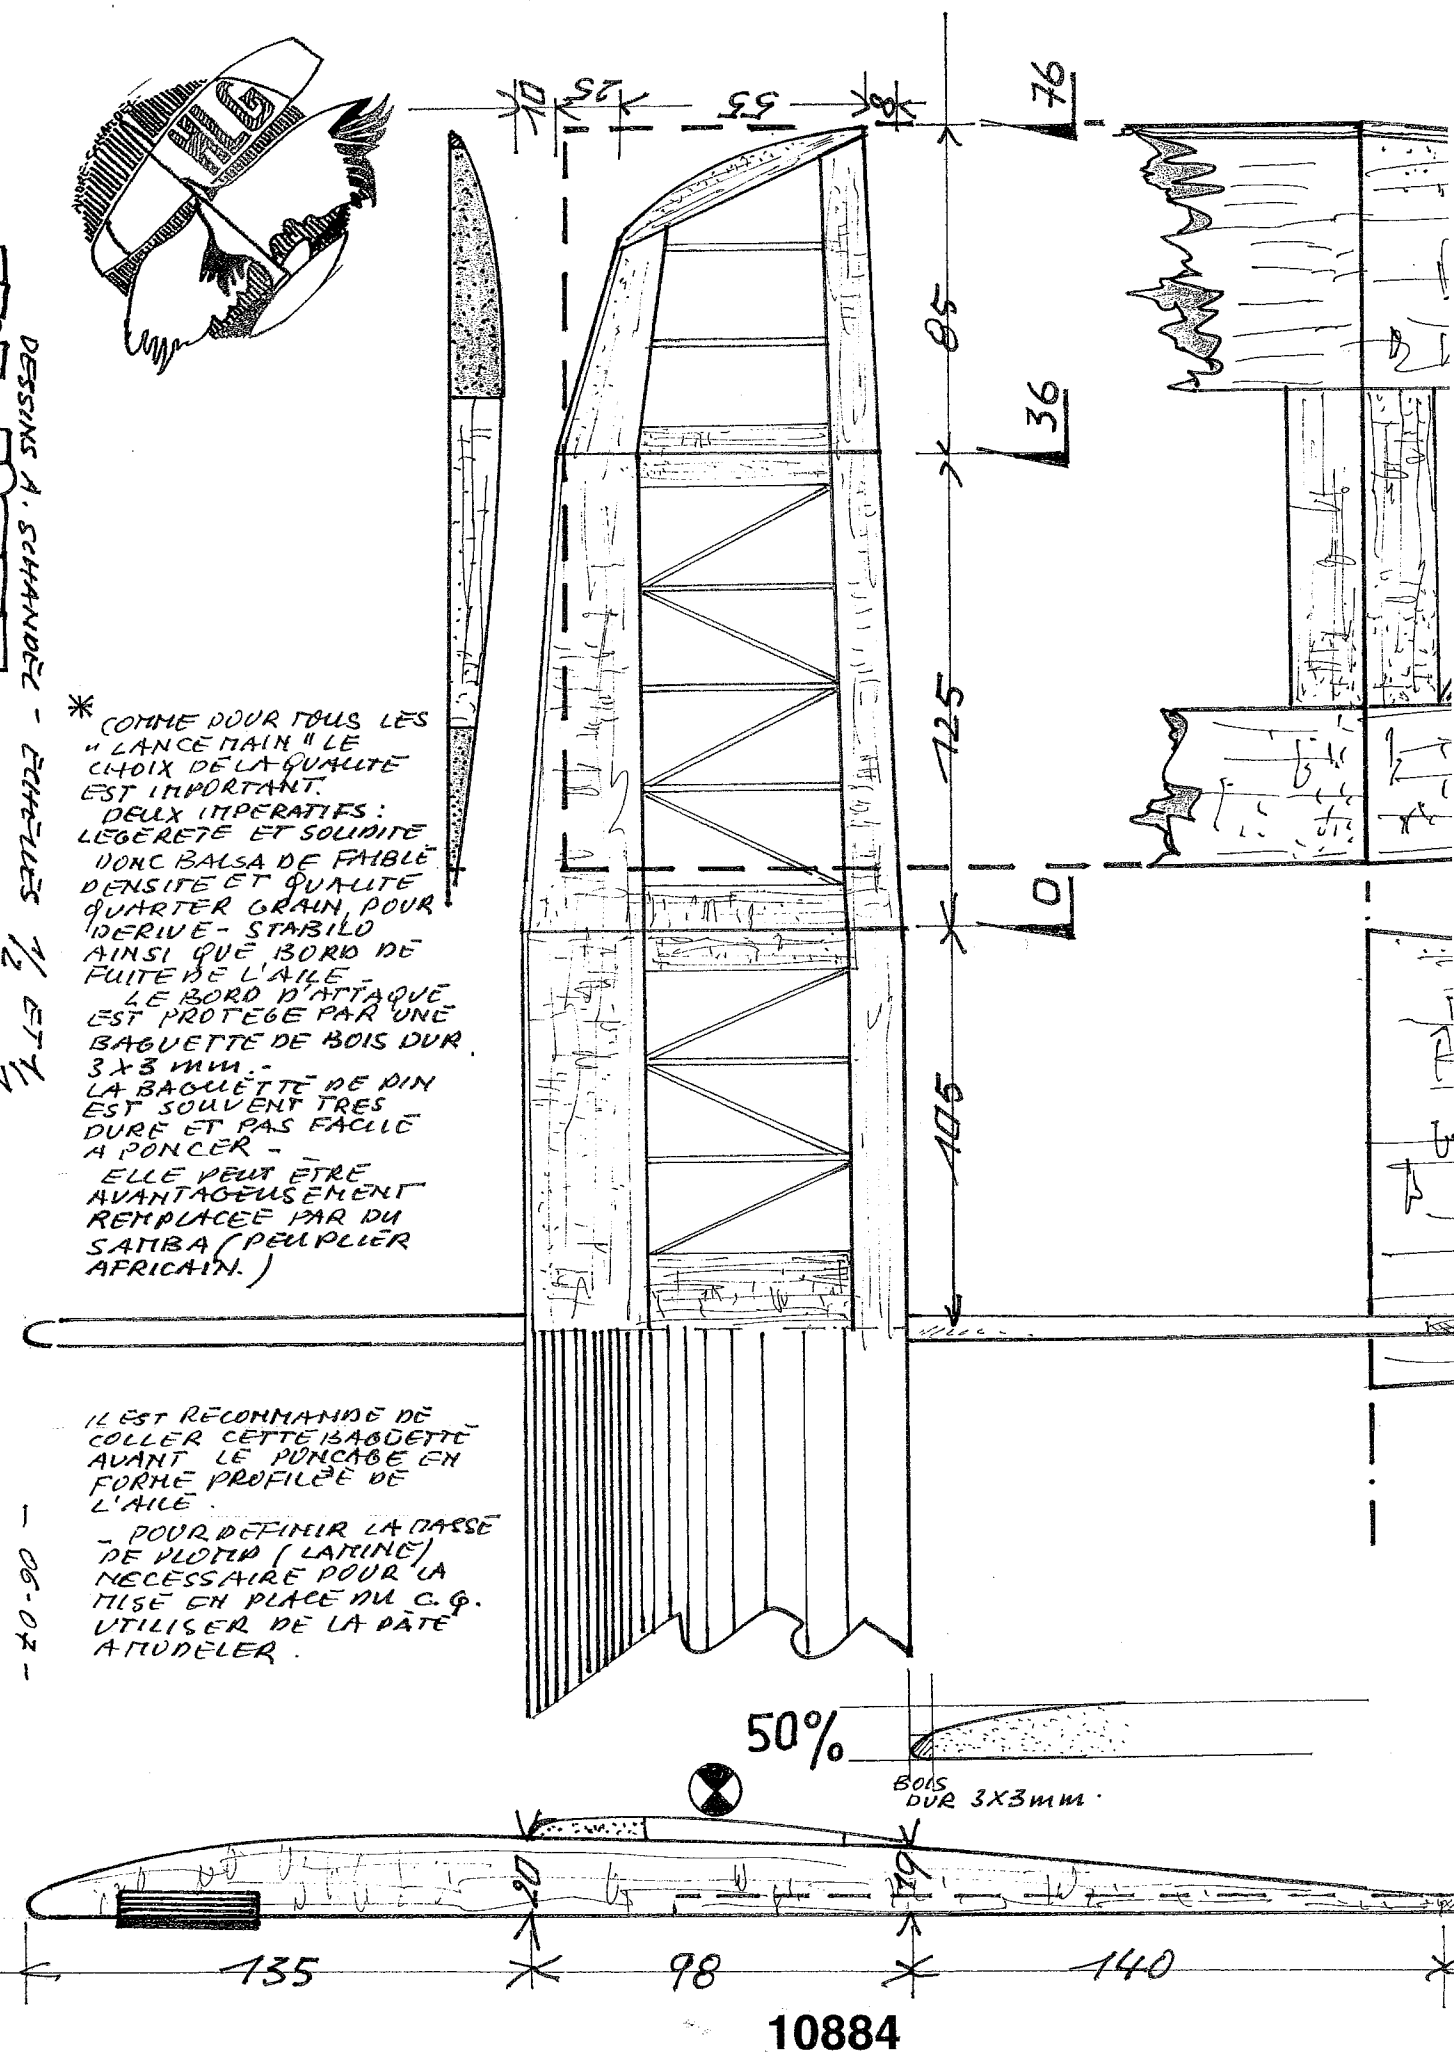 HLG
10
25
55
8
76
85
36
125
0
105
DESSINS A. SCHANDEL - ECHELLES 1/2 ET 1/1
- 06-07-
* COMME POUR TOUS LES
"LANCE MAIN" LE
CHOIX DE LA QUALITE
EST IMPORTANT.
DEUX IMPERATIFS :
LEGERETE ET SOLIDITE
DONC BALSA DE FAIBLE
DENSITE ET QUALITE
QUARTER GRAIN, POUR
DERIVE - STABILO
AINSI QUE BORD DE
FUITE DE L'AILE -
LE BORD D'ATTAQUE
EST PROTEGE PAR UNE
BAGUETTE DE BOIS DUR
3X3 mm.-
LA BAGUETTE DE PIN
EST SOUVENT TRES
DURE ET PAS FACILE
A PONCER -
ELLE PEUT ÊTRE
AVANTAGEUSEMENT
REMPLACEE PAR DU
SAMBA (PEUPLIER
AFRICAIN.)
IL EST RECOMMANDE DE
COLLER CETTE BAGUETTE
AVANT LE PONCAGE EN
FORME PROFILEE DE
L'AILE.
- POUR DEFINIR LA MASSE
DE PLOMB (LAMINE)
NECESSAIRE POUR LA
MISE EN PLACE DU C.G.
UTILISER DE LA PÂTE
A MODELER.
50%
BOIS
DUR 3X3mm.
20
19
135
98
140
10884